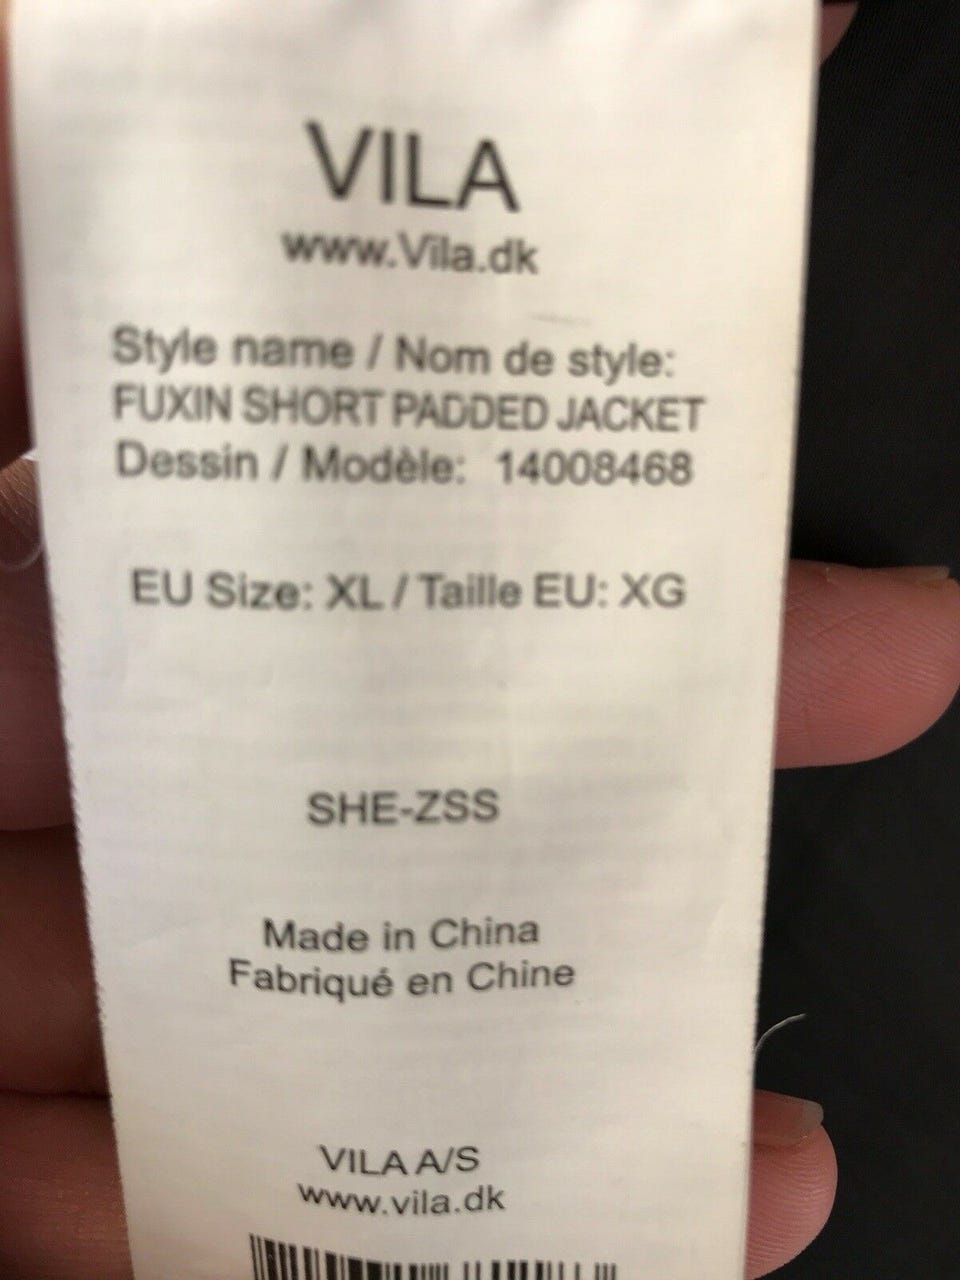 VILA
www.Vila.dk
Style name / Nom de style:
FUXIN SHORT PADDED JACKET
Dessin / Modèle: 14008468
EU Size: XL / Taille EU: XG
SHE-ZSS
Made in China
Fabriqué en Chine
VILA A/S
www.vila.dk